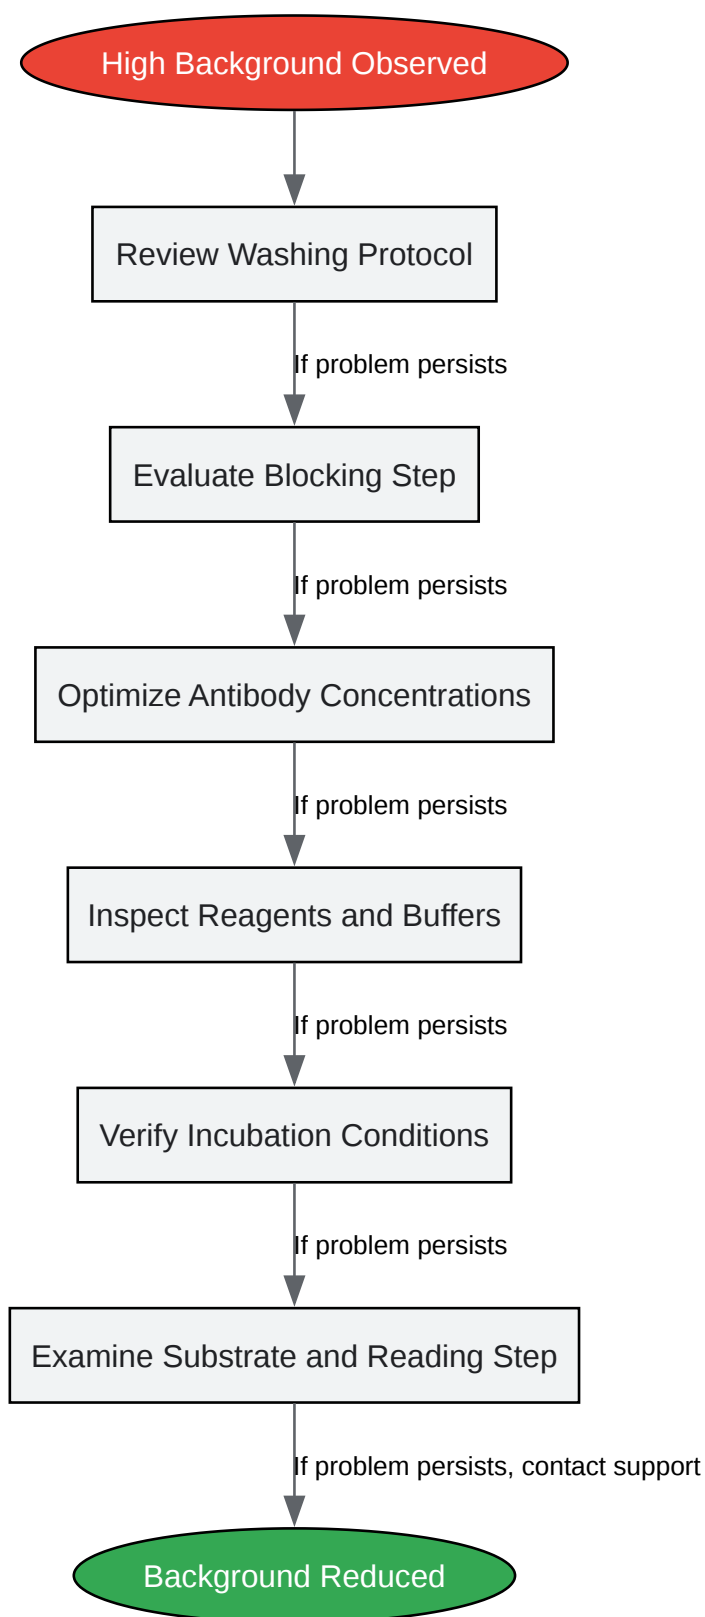 High Background Observed
Review Washing Protocol
If problem persists
Evaluate Blocking Step
If problem persists
Optimize Antibody Concentrations
If problem persists
Inspect Reagents and Buffers
If problem persists
Verify Incubation Conditions
If problem persists
Examine Substrate and Reading Step
If problem persists, contact support
Background Reduced